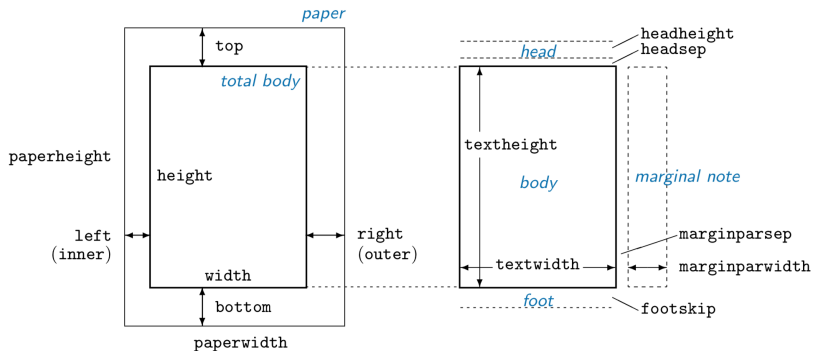 paper
top
total body
paperheight
height
left
(inner)
right
(outer)
width
bottom
paperwidth
headheight
head
headsep
textheight
body
marginal note
marginparsep
textwidth
marginparwidth
foot
footskip